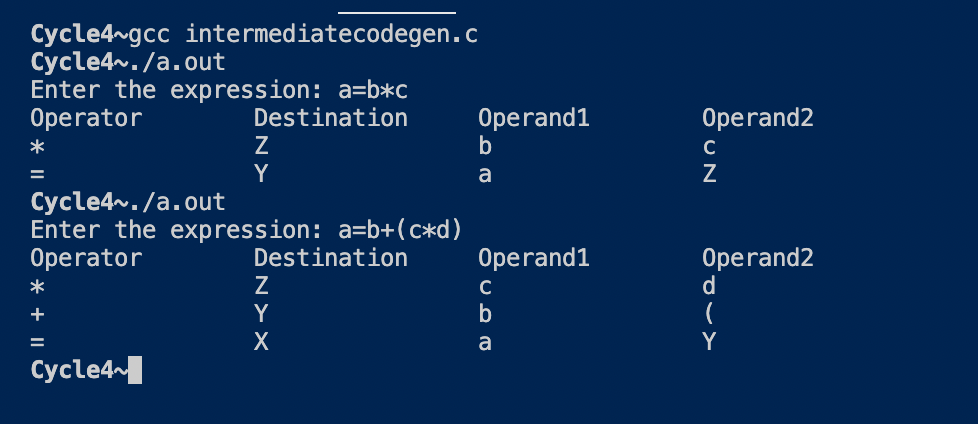 Cycle4~gcc intermediatecodegen.c
Cycle4~./a.out
Enter the expression: a=b*c
Operator Destination Operand1 Operand2
* Z b c
= Y a Z
Cycle4~./a.out
Enter the expression: a=b+(c*d)
Operator Destination Operand1 Operand2
* Z c d
+ Y b (
= X a Y
Cycle4~